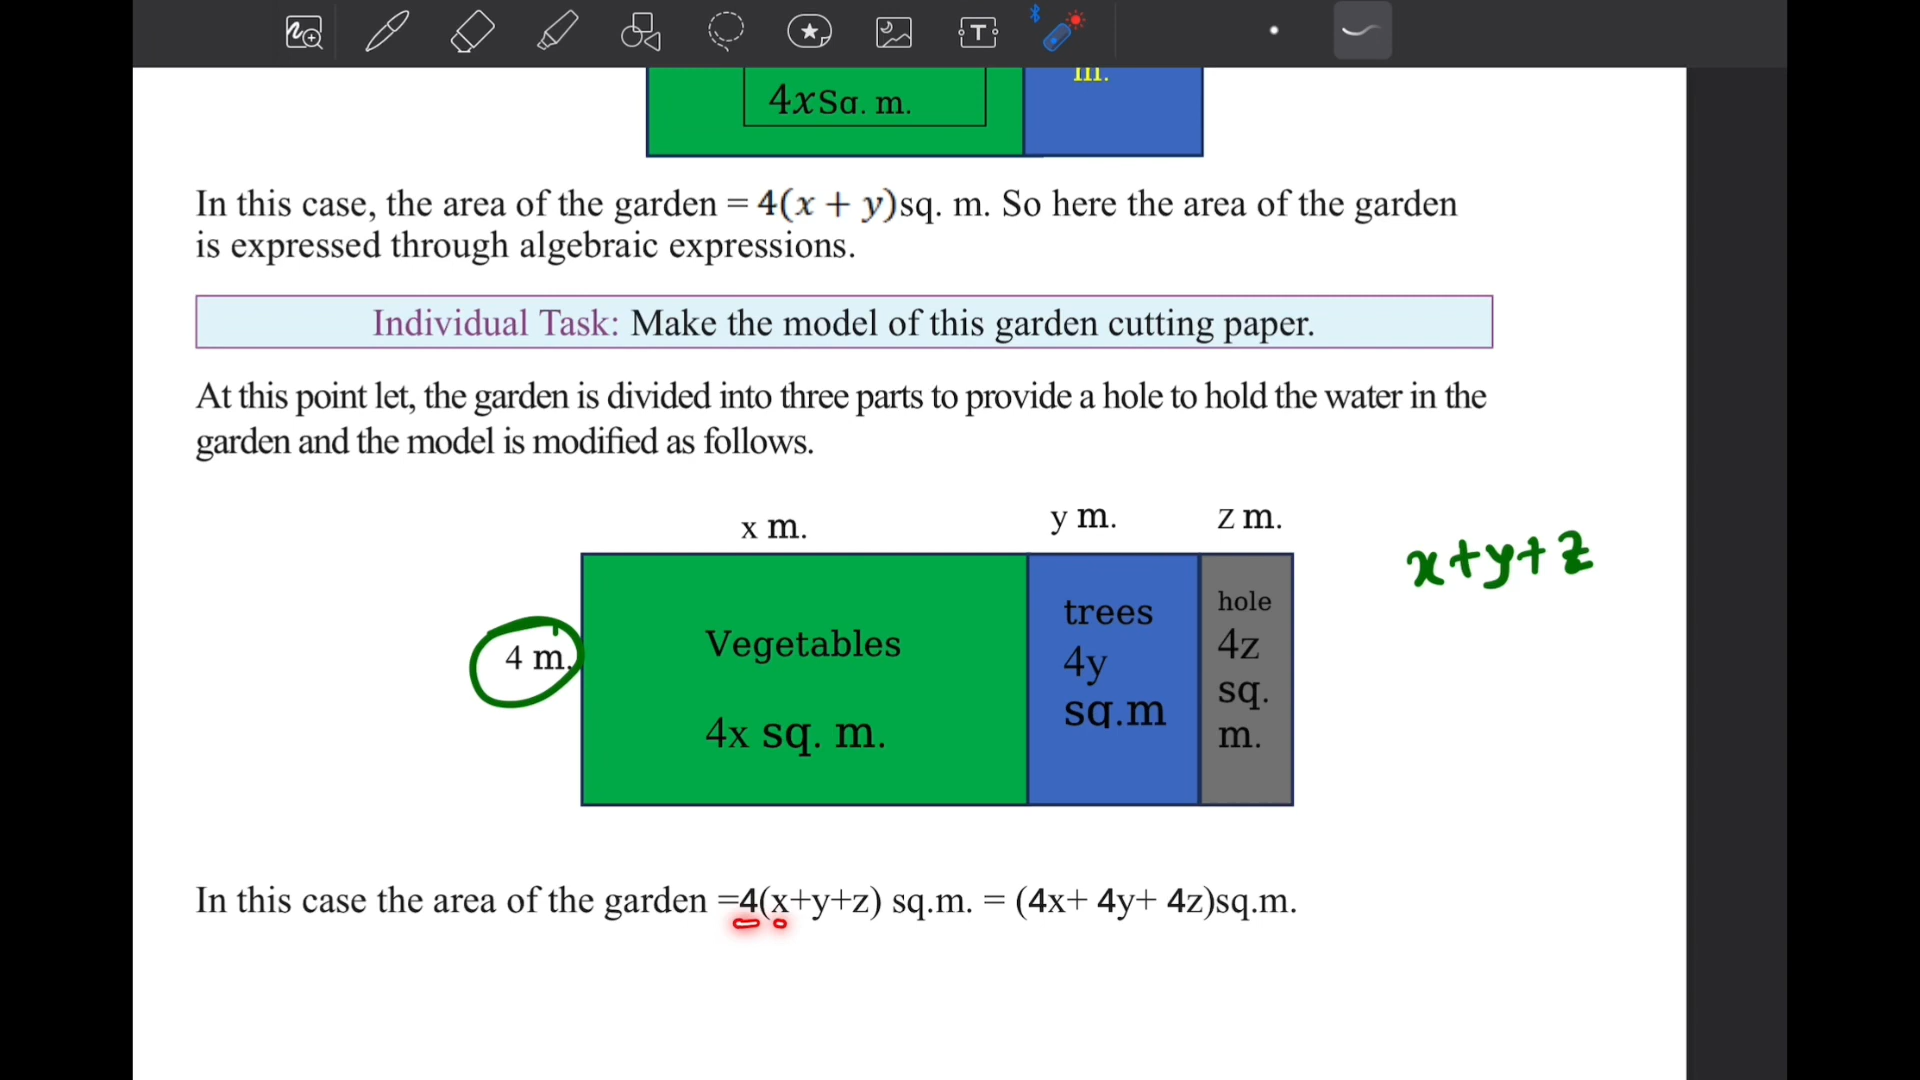 m.
4xSq. m.
In this case, the area of the garden = 4(x + y)sq. m. So here the area of the garden
is expressed through algebraic expressions.
Individual Task: Make the model of this garden cutting paper.
At this point let, the garden is divided into three parts to provide a hole to hold the water in the
garden and the model is modified as follows.
x m. y m. z m.
x+y+z
4 m.
Vegetables
4x sq. m.
trees
4y
sq.m
hole
4z
sq.
m.
In this case the area of the garden =4(x+y+z) sq.m. = (4x+ 4y+ 4z)sq.m.